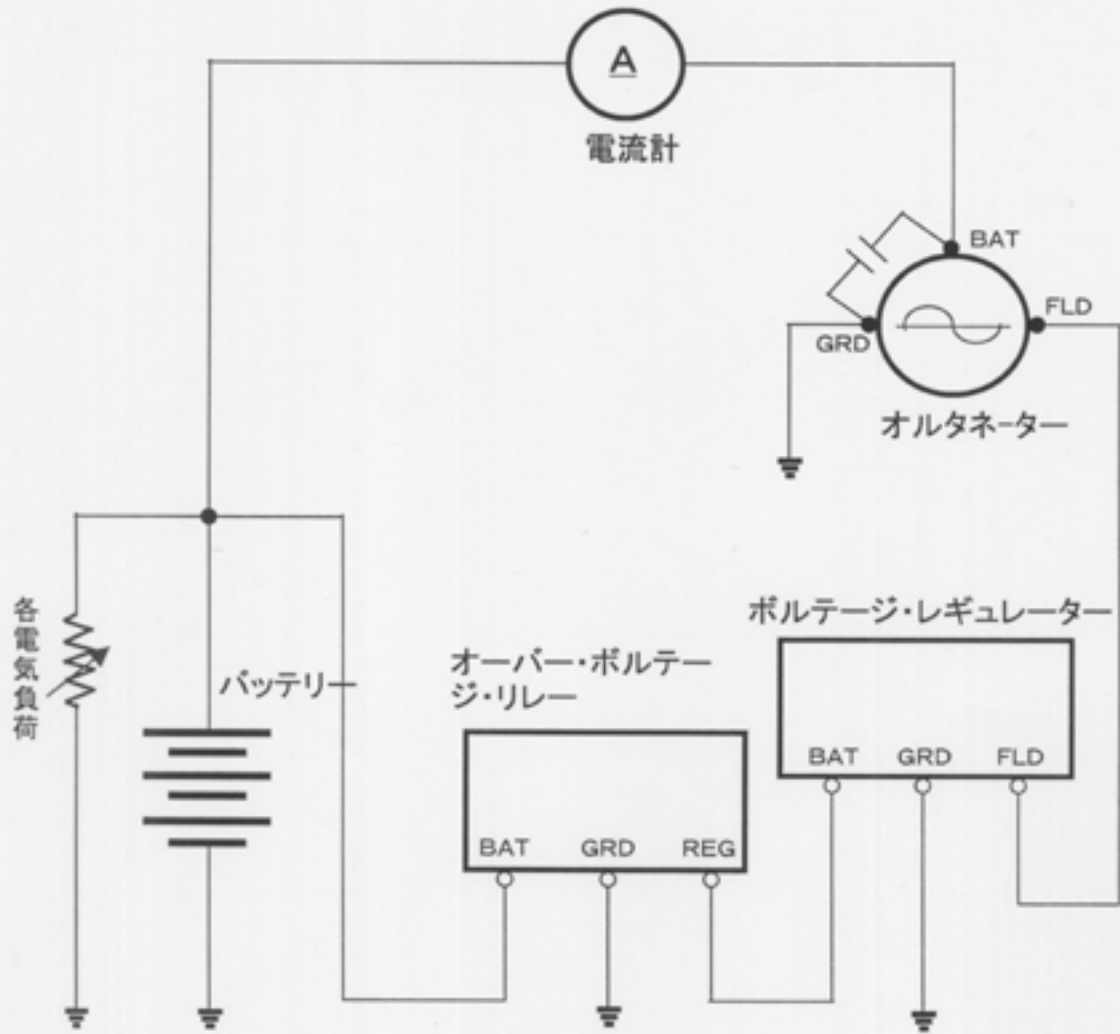 A
電流計
BAT
FLD
GRD
オルタネーター
各電気負荷
バッテリー
オーバー・ボルテー
ジ・リレー
BAT GRD REG
ボルテージ・レギュレーター
BAT GRD FLD